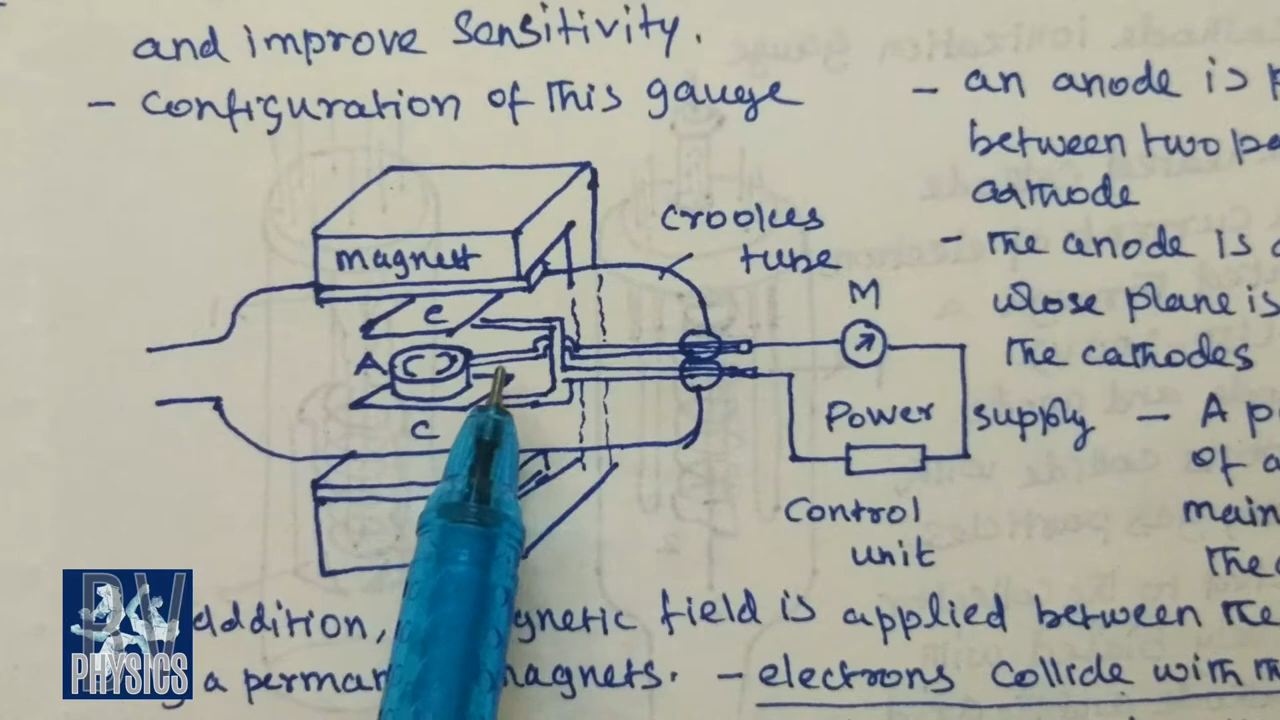 and improve Sensitivity.
- Configuration of this gauge
magnet
C
A
C
Crookes
tube
M
Power supply
Control
unit
- an anode is
between two
cathode
- The anode is
whose plane is
the cathodes
- A
of
the
addition, field is applied between the
a magnets. - electrons collide with
RV
PHYSICS